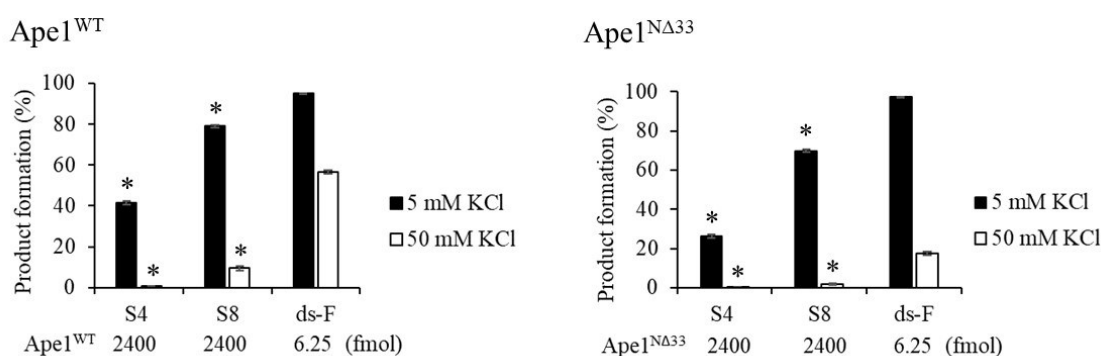 Ape1WT
Product formation (%)
100
80
60
40
20
0
*
*
*
*
S4
S8
ds-F
Ape1WT
2400
2400
6.25
(fmol)
5 mM KCl
50 mM KCl
Ape1NΔ33
Product formation (%)
100
80
60
40
20
0
*
*
*
*
S4
S8
ds-F
Ape1NΔ33
2400
2400
6.25
(fmol)
5 mM KCl
50 mM KCl